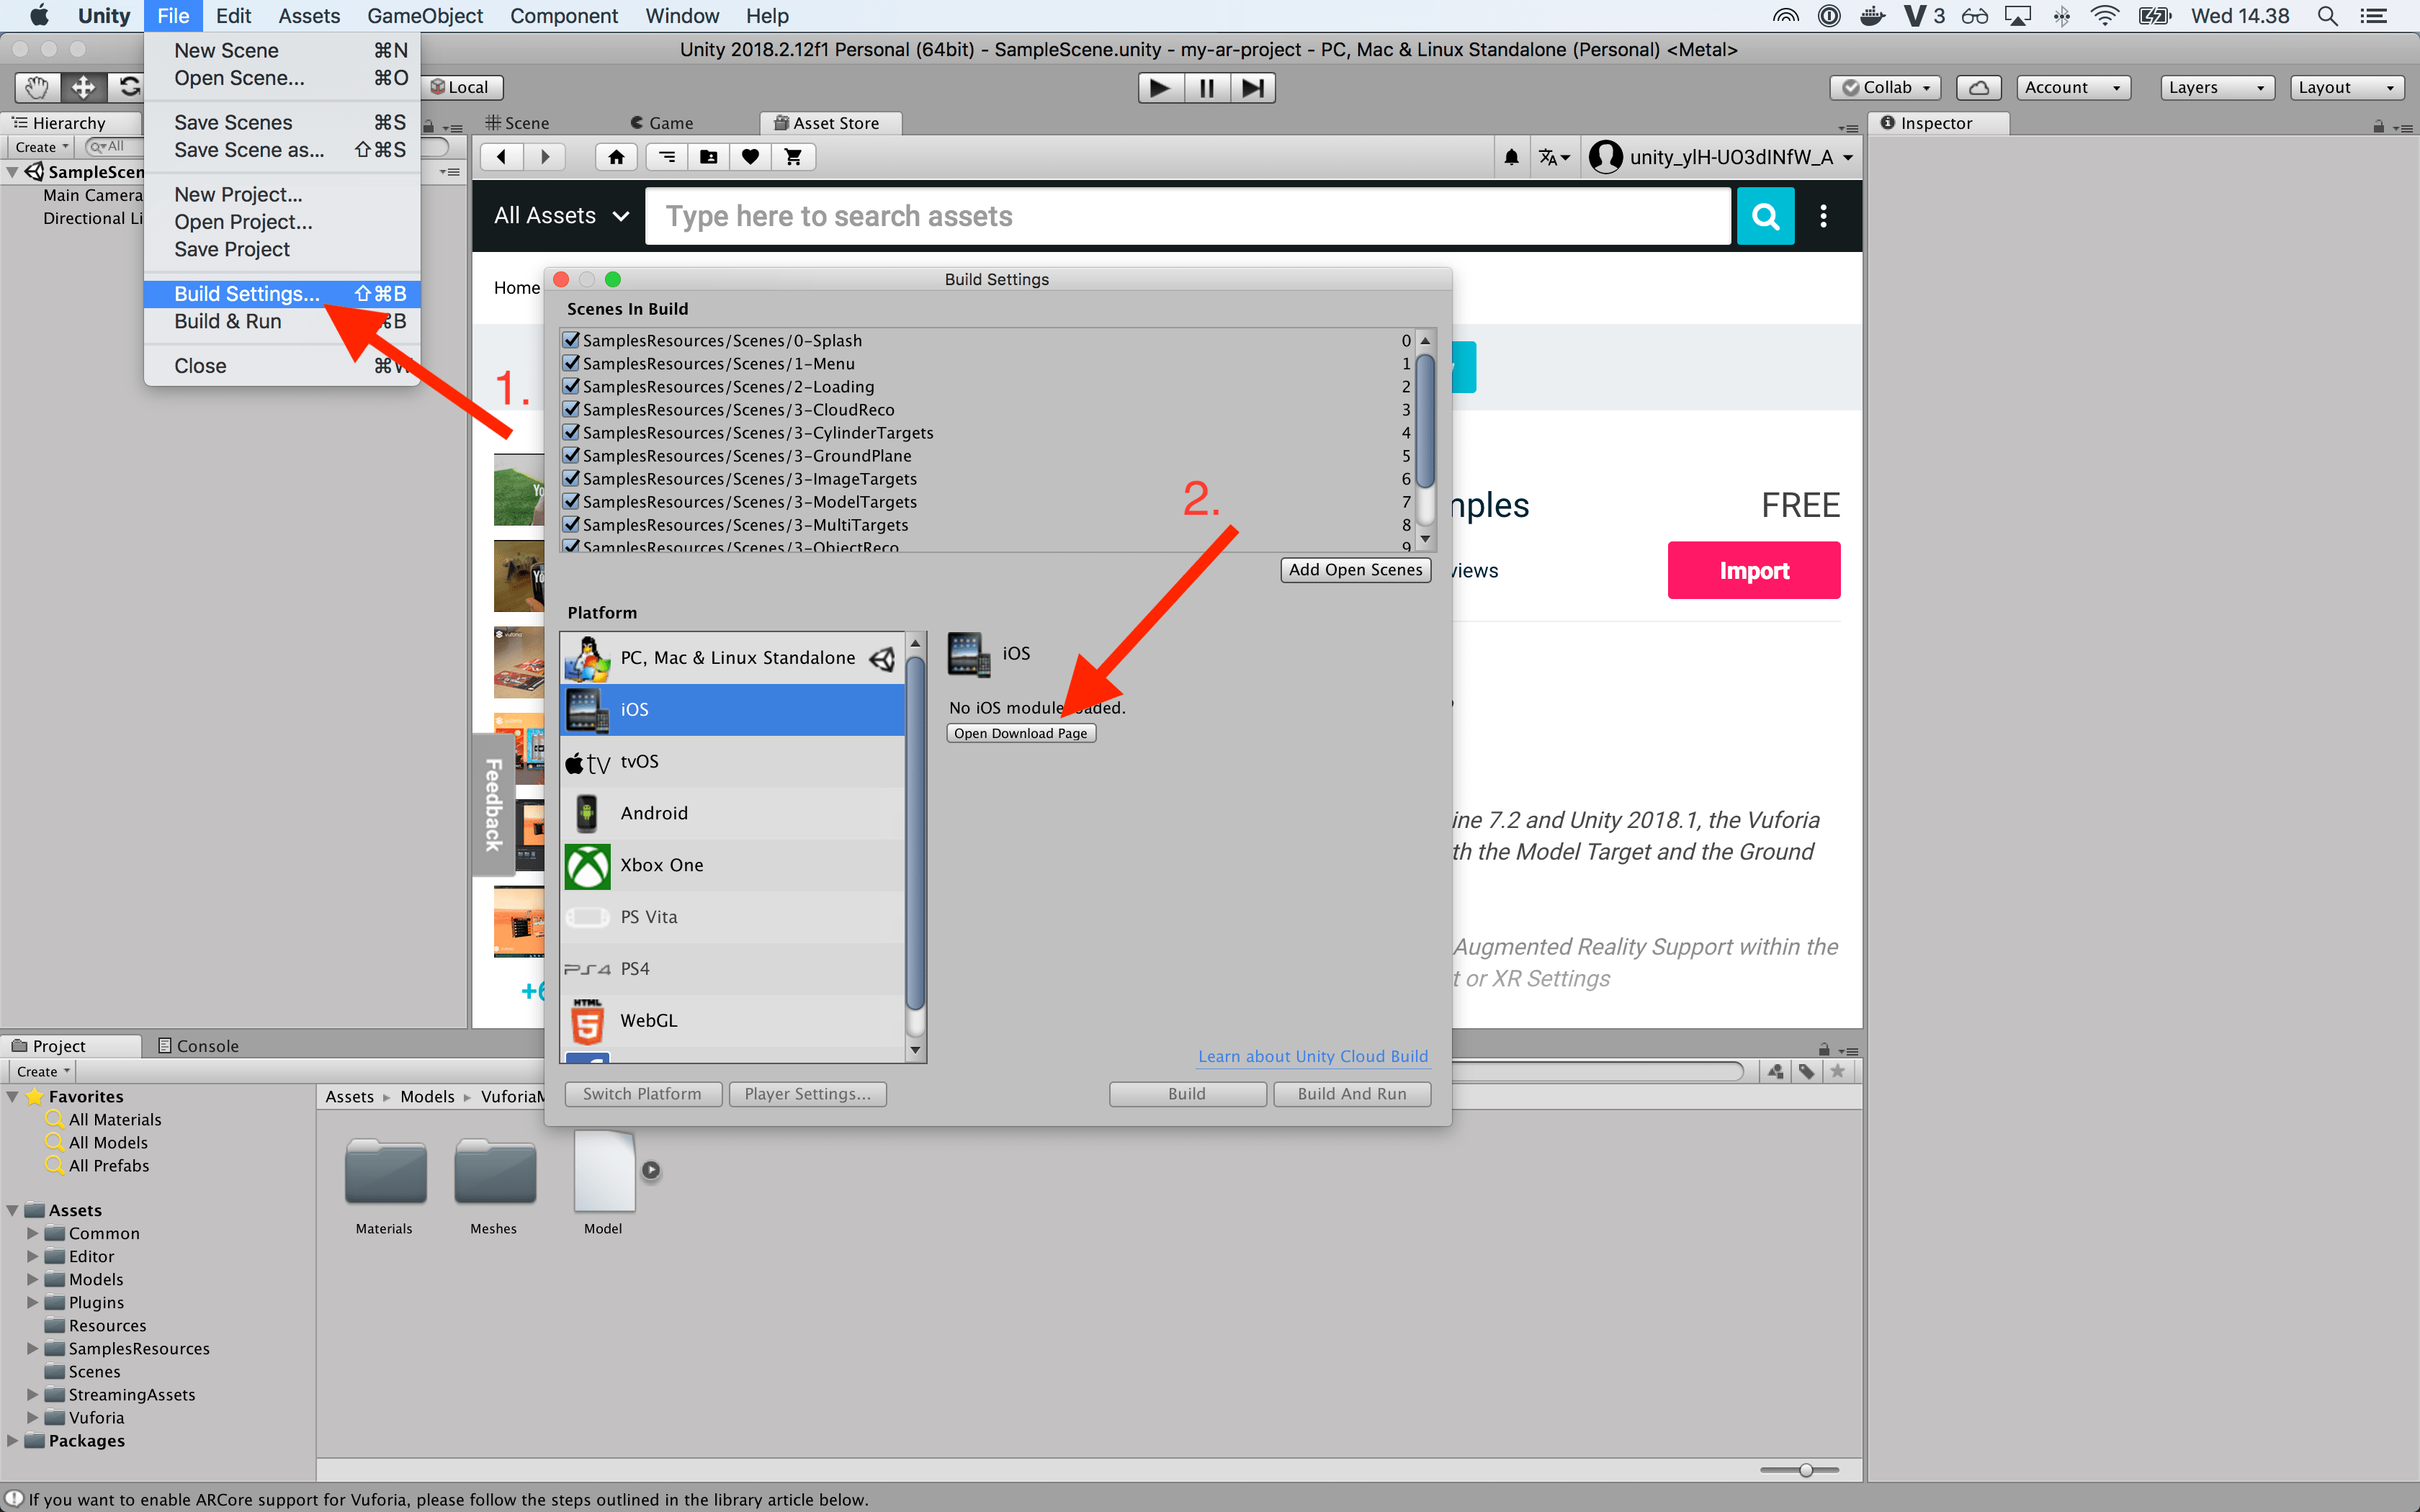 Unity File Edit Assets GameObject Component Window Help 3 Wed 14.38
Unity 2018.2.12f1 Personal (64bit) - SampleScene.unity - my-ar-project - PC, Mac & Linux Standalone (Personal) <Metal>
New Scene ⌘N
Open Scene... ⌘O
Save Scenes ⌘S
Save Scene as... ⇧⌘S
New Project...
Open Project...
Save Project
Build Settings... ⇧⌘B
Build & Run ⌘B
Close
1.
Local
Collab Account Layers Layout
Hierarchy
Create All
SampleScen
Main Camera
Directional Li
Scene Game Asset Store
Inspector
unity_ylH-UO3dINfW_A
All Assets Type here to search assets
Home
Build Settings
Scenes In Build
SamplesResources/Scenes/0-Splash 0
SamplesResources/Scenes/1-Menu 1
SamplesResources/Scenes/2-Loading 2
SamplesResources/Scenes/3-CloudReco 3
SamplesResources/Scenes/3-CylinderTargets 4
SamplesResources/Scenes/3-GroundPlane 5
SamplesResources/Scenes/3-ImageTargets 6
SamplesResources/Scenes/3-ModelTargets 7
SamplesResources/Scenes/3-MultiTargets 8
SamplesResources/Scenes/3-ObjectReco 9
2.
Add Open Scenes
Platform
PC, Mac & Linux Standalone
iOS
tv tvOS
Android
Xbox One
PS Vita
PS4 PS4
HTML 5 WebGL
iOS
No iOS module loaded.
Open Download Page
Learn about Unity Cloud Build
Switch Platform Player Settings... Build Build And Run
Feedback
nples FREE
views Import
ine 7.2 and Unity 2018.1, the Vuforia
th the Model Target and the Ground
Augmented Reality Support within the
t or XR Settings
Project Console
Create
Favorites
All Materials
All Models
All Prefabs
Assets
Common
Editor
Models
Plugins
Resources
SamplesResources
Scenes
StreamingAssets
Vuforia
Packages
Assets Models VuforiaM
Materials Meshes Model
If you want to enable ARCore support for Vuforia, please follow the steps outlined in the library article below.